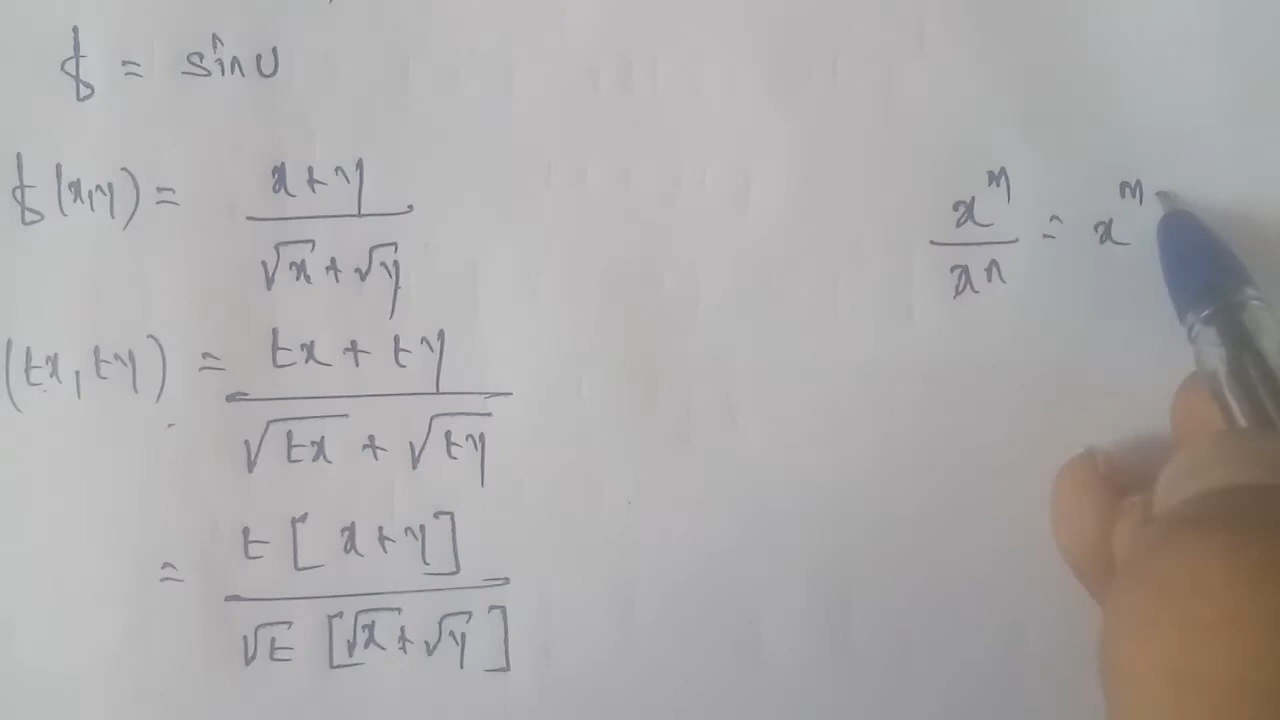 f = sin u
f(x,y) = x+y / √x + √y
(tx, ty) = tx + ty / √tx + √ty
= t[x+y] / √t [√x + √y]
x^m / x^n = x^m